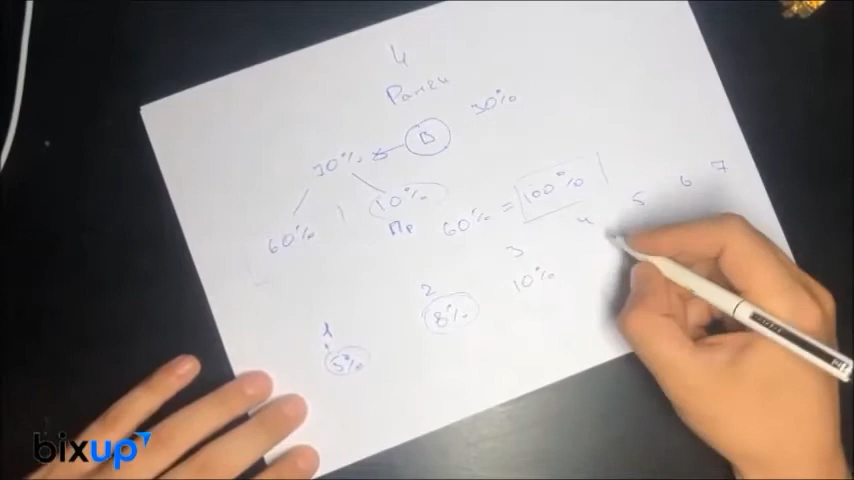 4
Ранги
30%
70% B
60% 10%
Пр 60% = 100%
1 2 3 4 5 6 7
5% 8% 10%
bixup